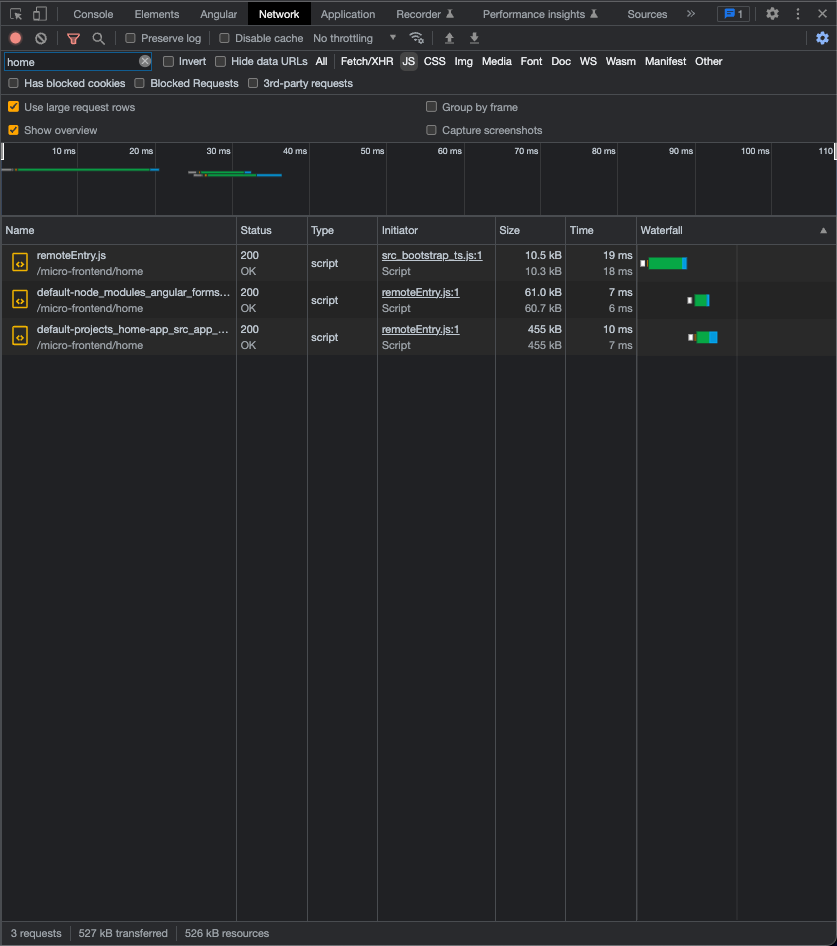 Console Elements Angular Network Application Recorder Performance insights Sources » 1
Preserve log Disable cache No throttling
home Invert Hide data URLs All Fetch/XHR JS CSS Img Media Font Doc WS Wasm Manifest Other
Has blocked cookies Blocked Requests 3rd-party requests
Use large request rows Group by frame
Show overview Capture screenshots
10 ms 20 ms 30 ms 40 ms 50 ms 60 ms 70 ms 80 ms 90 ms 100 ms 110
Name Status Type Initiator Size Time Waterfall
remoteEntry.js 200 script src_bootstrap_ts.js:1 10.5 kB 19 ms
/micro-frontend/home OK Script 10.3 kB 18 ms
default-node_modules_angular_forms... 200 script remoteEntry.js:1 61.0 kB 7 ms
/micro-frontend/home OK Script 60.7 kB 6 ms
default-projects_home-app_src_app_... 200 script remoteEntry.js:1 455 kB 10 ms
/micro-frontend/home OK Script 455 kB 7 ms
3 requests 527 kB transferred 526 kB resources